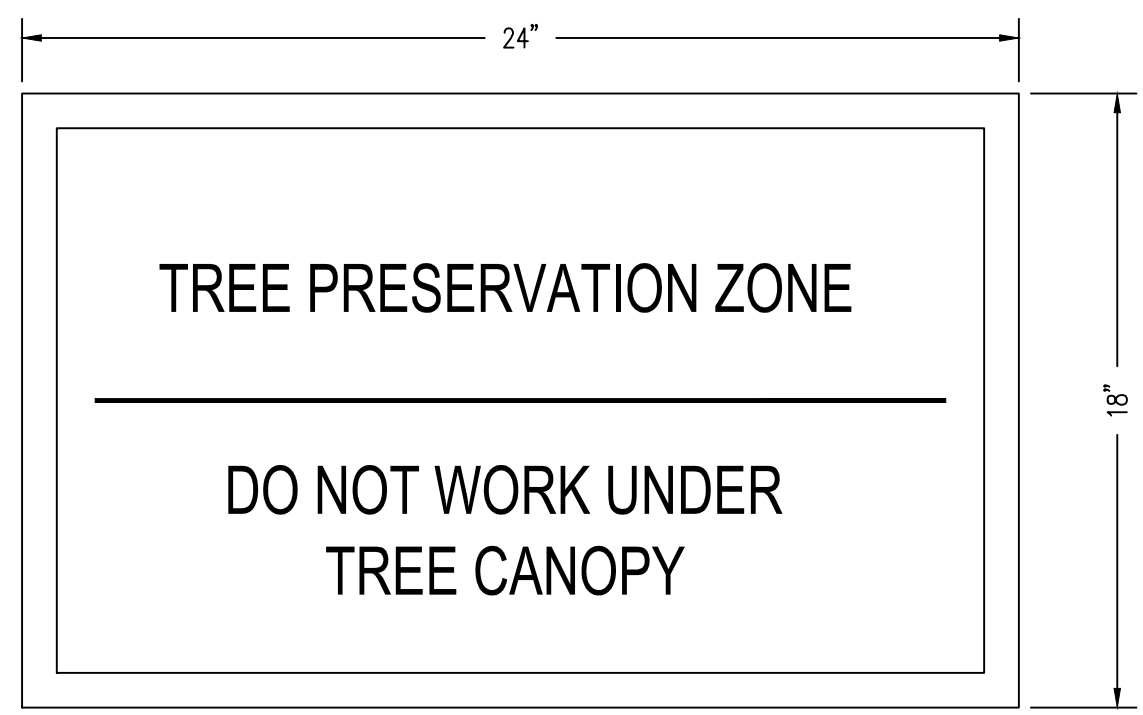 24”
TREE PRESERVATION ZONE
18”
DO NOT WORK UNDER
TREE CANOPY